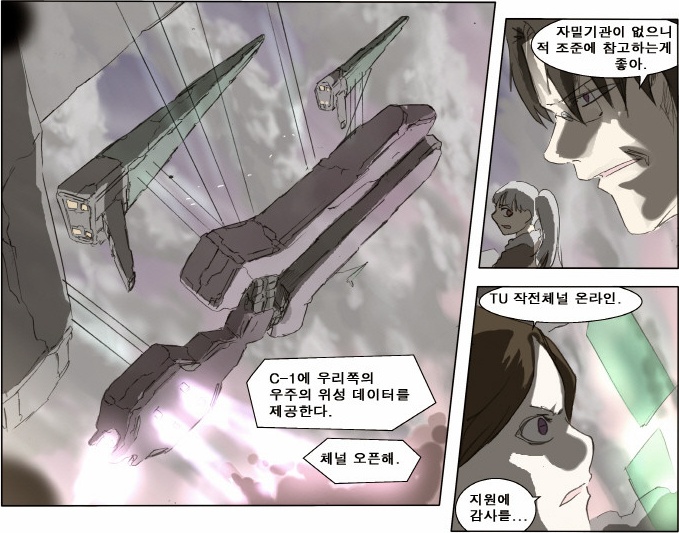 C-1에 우리쪽의
우주의 위성 데이터를
제공한다.
체널 오픈해.
자밀기관이 없으니
적 조준에 참고하는게
좋아.
TU 작전체널 온라인.
지원에
감사를...